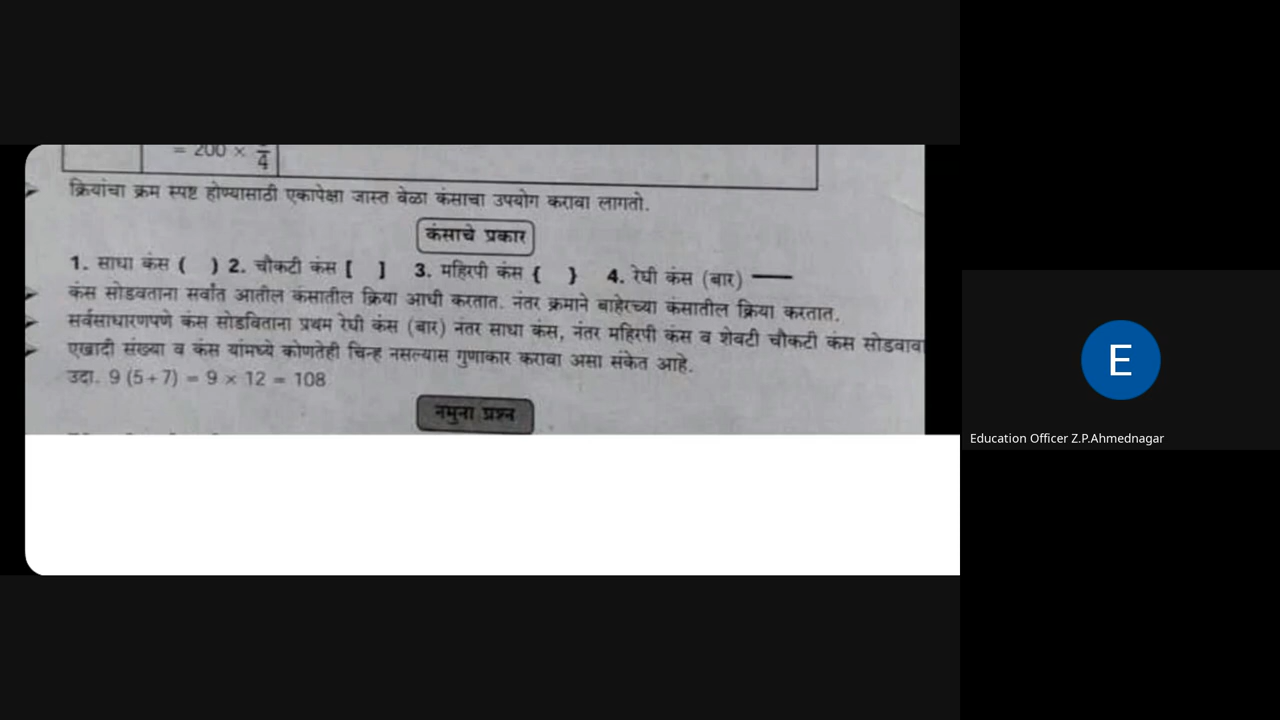 = 200 ×
4
क्रियांचा क्रम स्पष्ट होण्यासाठी एकापेक्षा जास्त वेळा कंसाचा उपयोग करावा लागतो.
कंसाचे प्रकार
1. साधा कंस ( ) 2. चौकटी कंस [ ] 3. महिरपी कंस { } 4. रेघी कंस (बार) —
कंस सोडवताना सर्वांत आतील कंसातील क्रिया आधी करतात. नंतर क्रमाने बाहेरच्या कंसातील क्रिया करतात.
सर्वसाधारणपणे कंस सोडविताना प्रथम रेघी कंस (बार) नंतर साधा कंस, नंतर महिरपी कंस व शेवटी चौकटी कंस सोडवावा
एखादी संख्या व कंस यांमध्ये कोणतेही चिन्ह नसल्यास गुणाकार करावा असा संकेत आहे.
उदा. 9 (5+7) = 9 × 12 = 108
नमुना प्रश्न
E
Education Officer Z.P.Ahmednagar